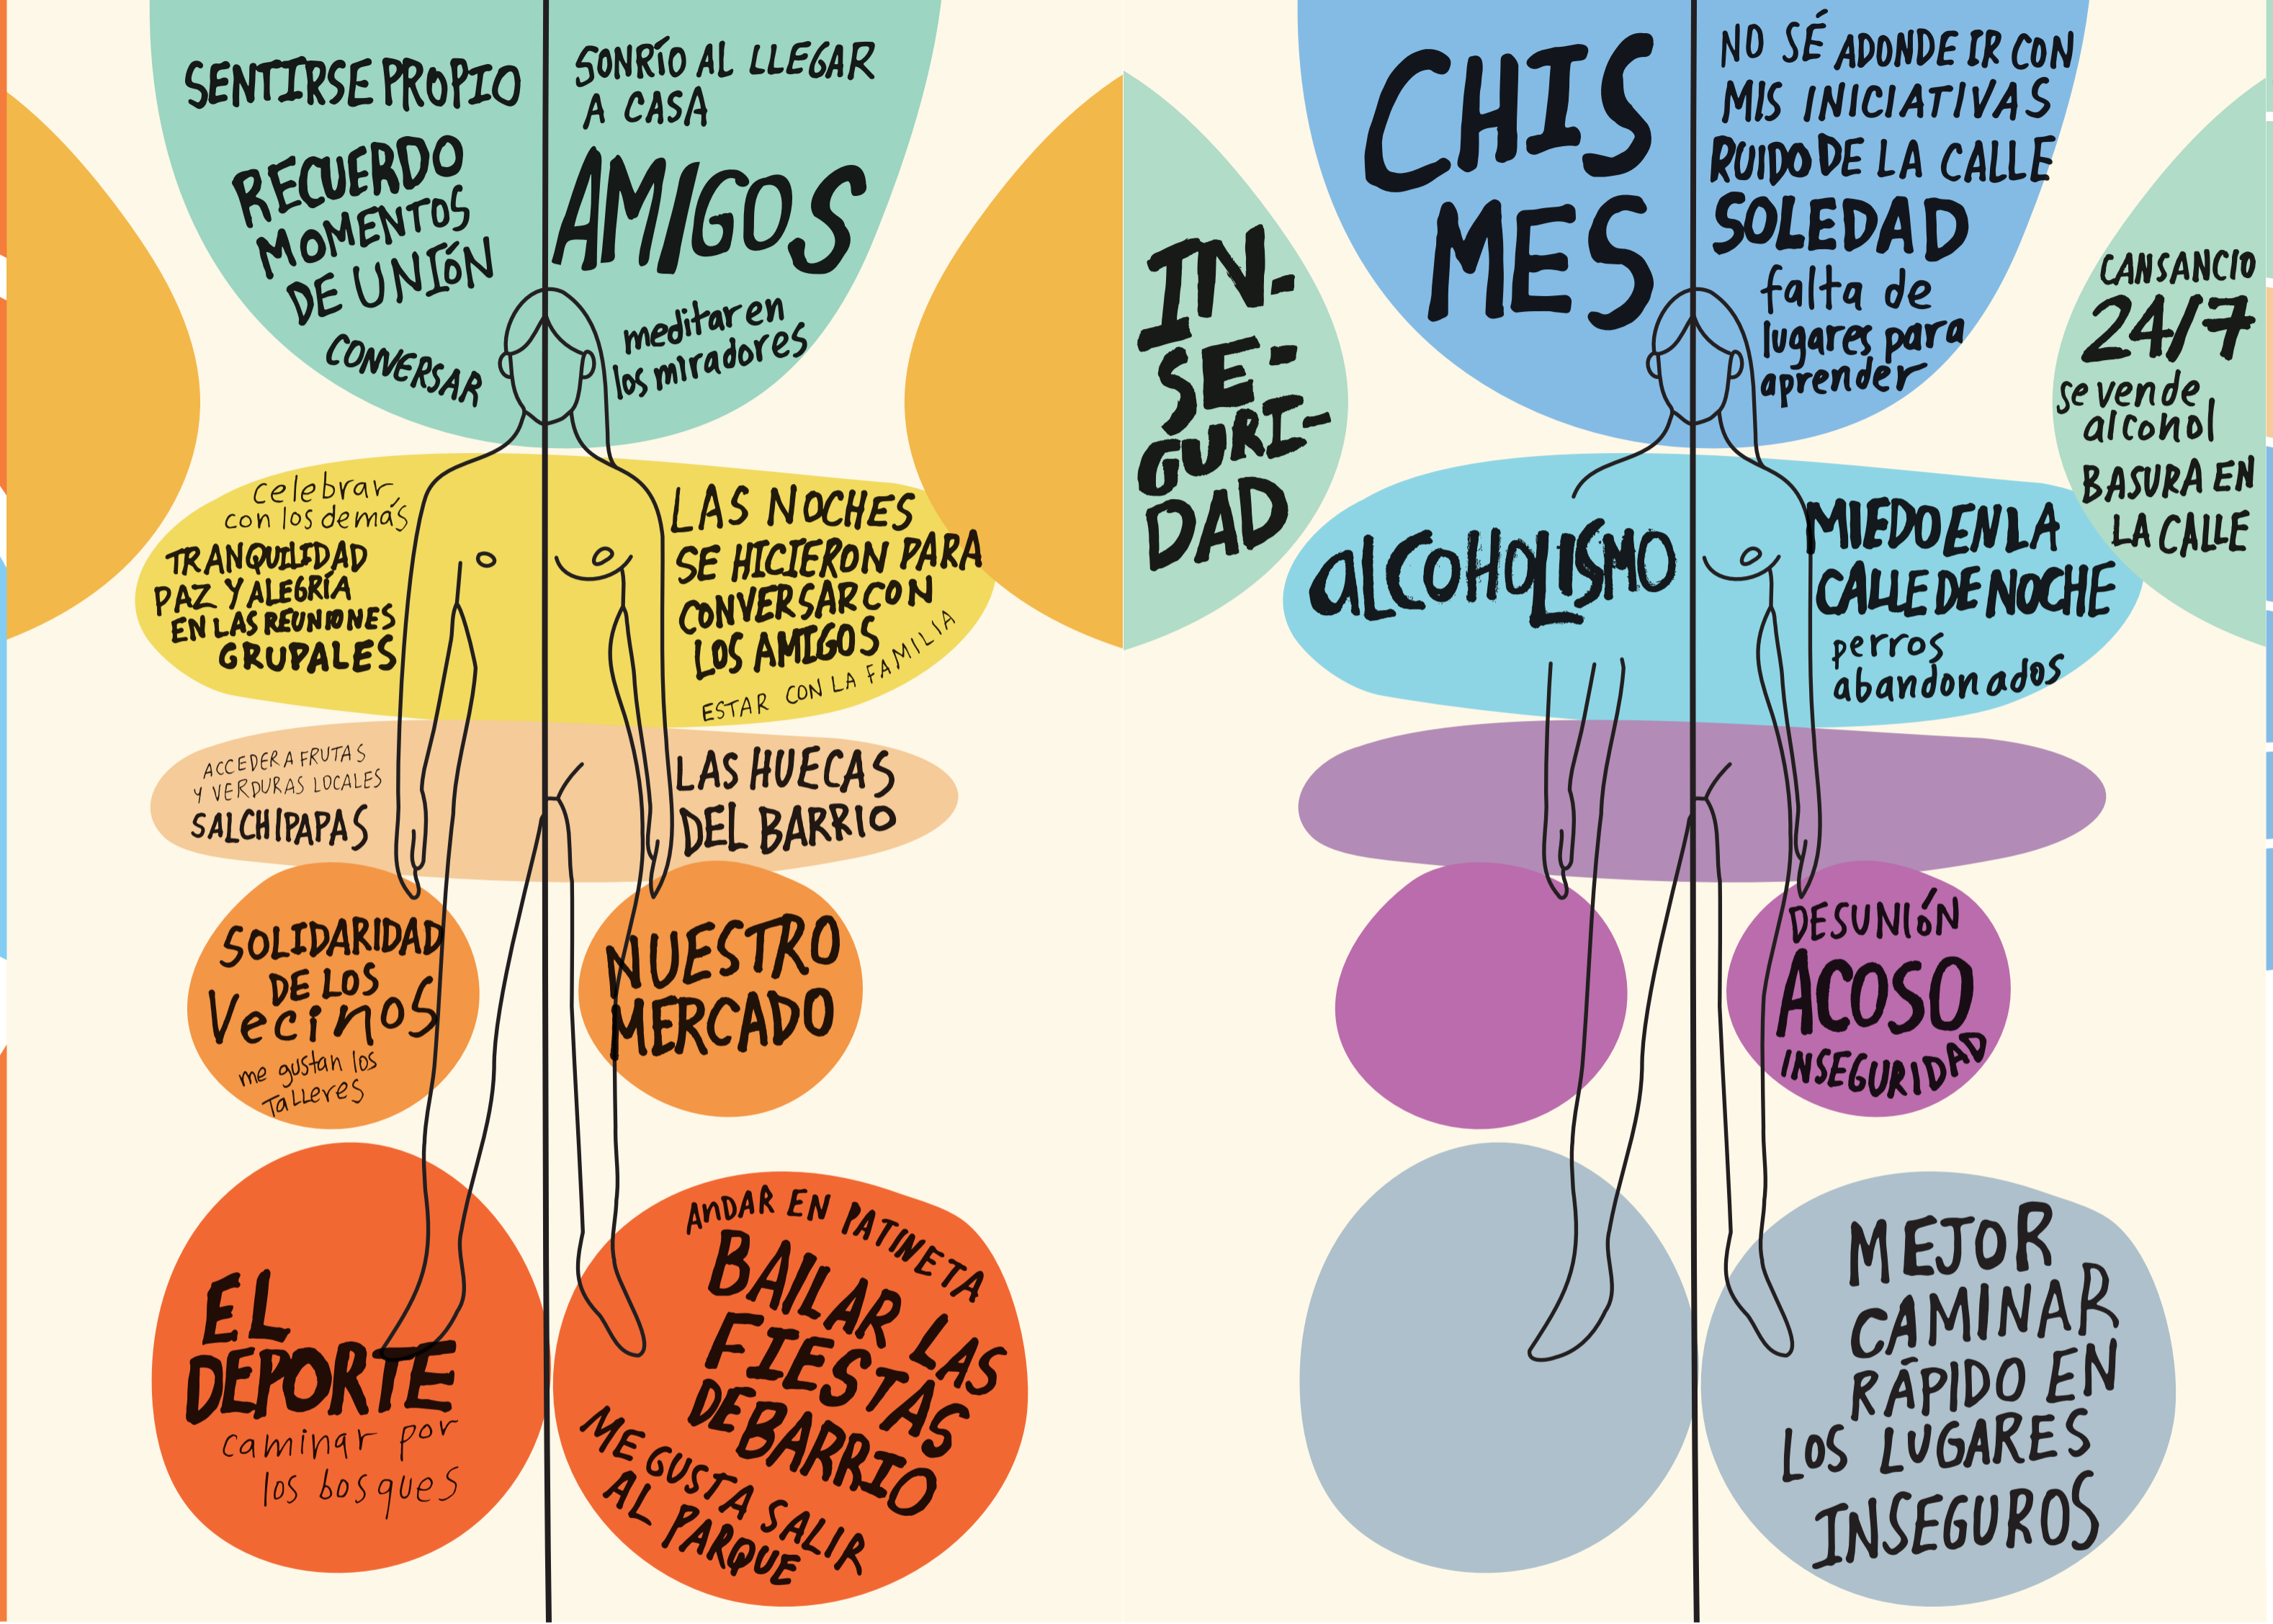 SENTIRSE PROPIO
RECUERDO
MOMENTOS
DE UNIÓN
CONVERSAR
SONRÍO AL LLEGAR
A CASA
AMIGOS
meditar en
los miradores
celebrar
con los demás
TRANQUILIDAD
PAZ Y ALEGRÍA
EN LAS REUNIONES
GRUPALES
LAS NOCHES
SE HICIERON PARA
CONVERSAR CON
LOS AMIGOS
ESTAR CON LA FAMILIA
ACCEDER A FRUTAS
Y VERDURAS LOCALES
SALCHIPAPAS
LAS HUECAS
DEL BARRIO
SOLIDARIDAD
DE LOS
VecinoS
me gustan los
TaLLereS
NUESTRO
MERCADO
EL
DEPORTE
caminar por
los bosques
ANDAR EN PATINETA
BAILAR LAS
FIESTAS
DE BARRIO
ME GUSTA SALIR
AL PARQUE
IN-
SE-
GURI-
DAD
CHIS
MES
NO SÉ ADONDE IR CON
MIS INICIATIVAS
RUIDO DE LA CALLE
SOLEDAD
falta de
lugares para
aprender
CANSANCIO
24/7
se vende
alcohol
BASURA EN
LA CALLE
alCOHOLISMO
MIEDO EN LA
CALLE DE NOCHE
perros
abandonados
DESUNIÓN
ACOSO
INSEGURIDAD
MEJOR
CAMINAR
RÁPIDO EN
LOS LUGARES
INSEGUROS